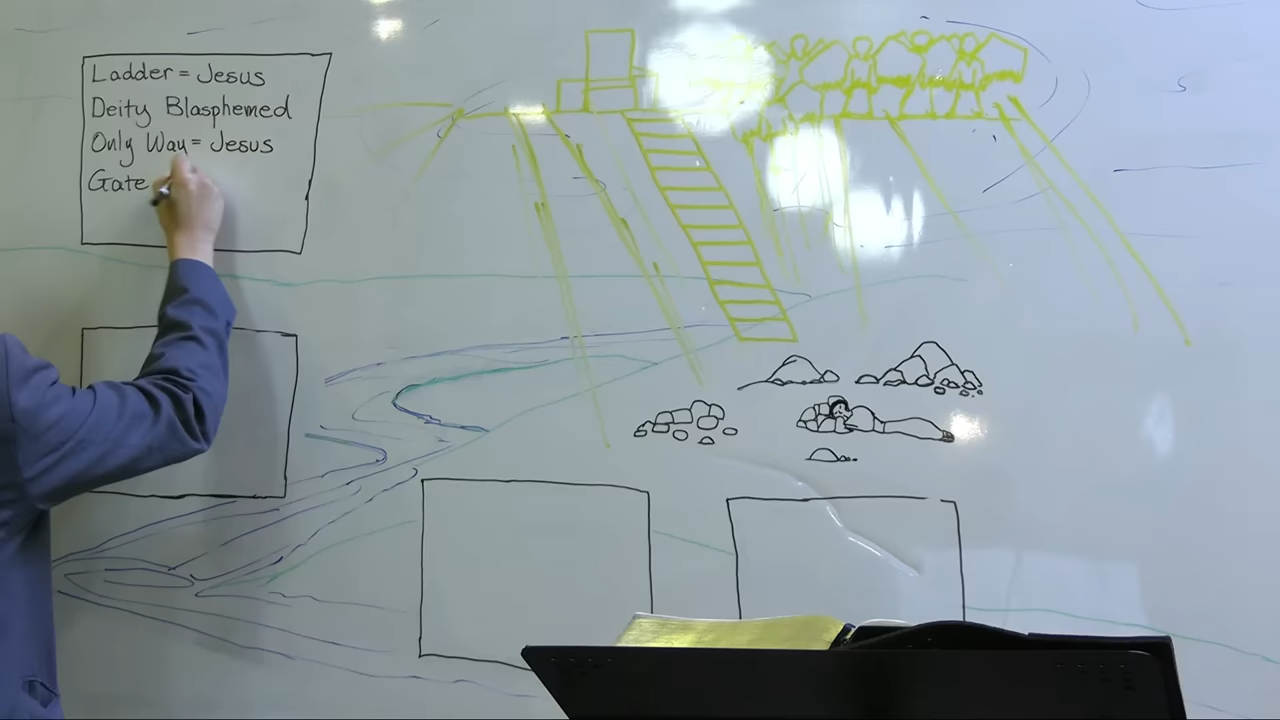 Ladder = Jesus
Deity Blasphemed
Only Way = Jesus
Gate